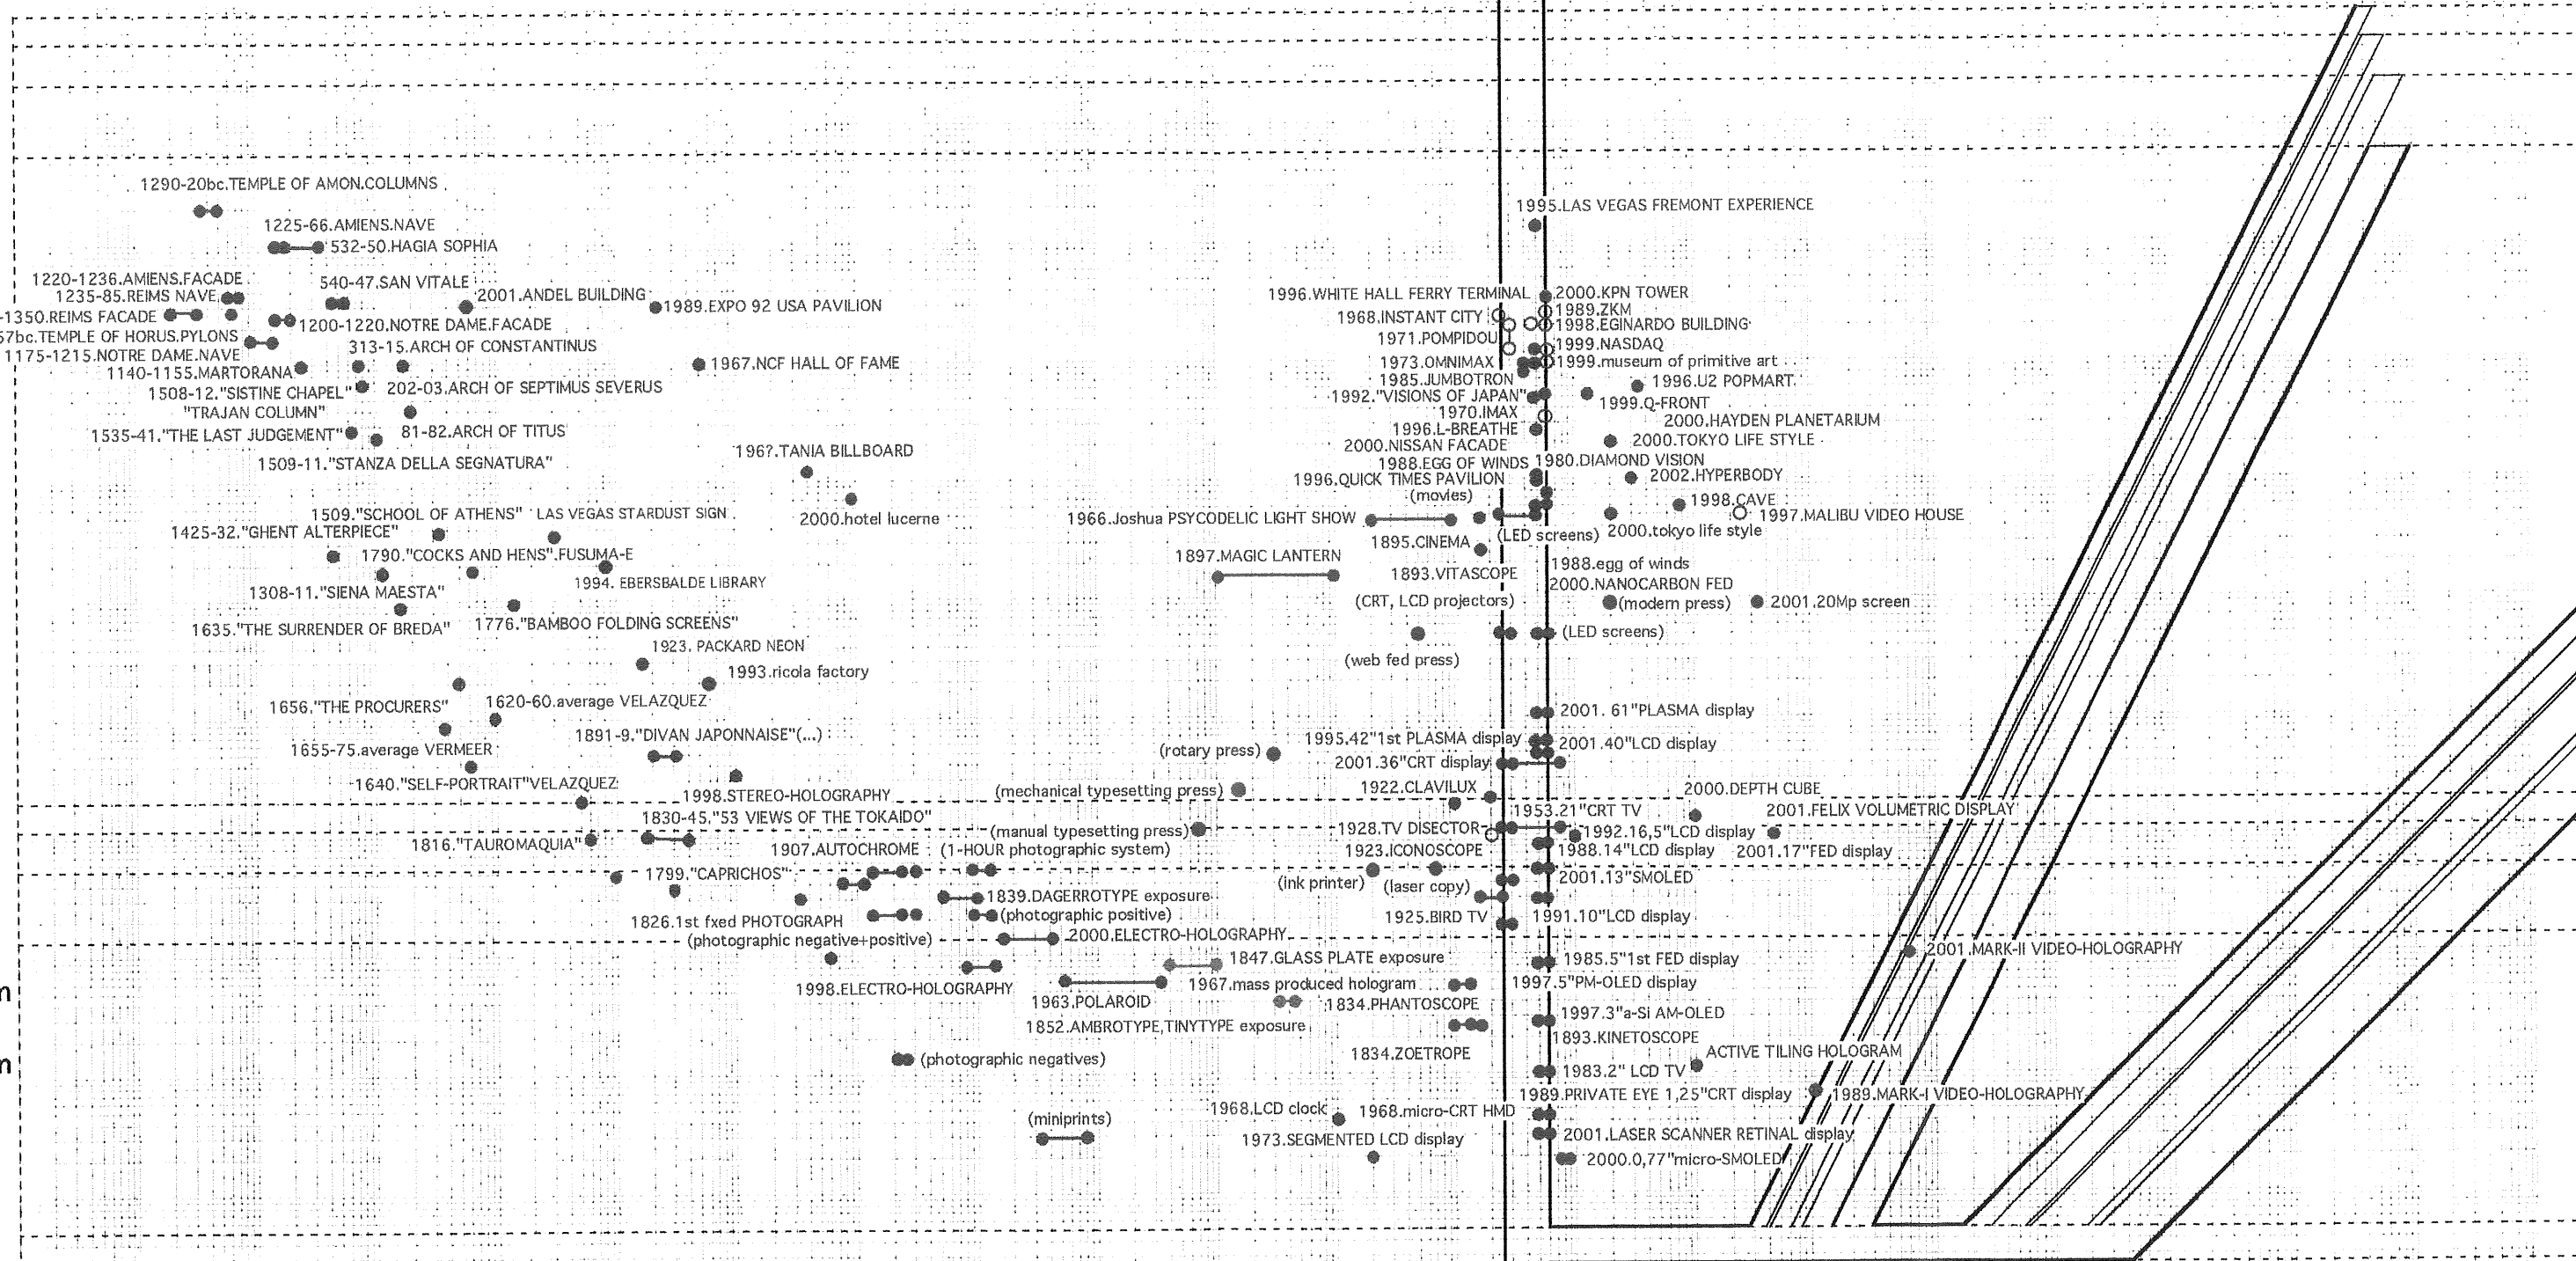 1290-20bc.TEMPLE OF AMON.COLUMNS
1225-66.AMIENS.NAVE
532-50.HAGIA SOPHIA
1220-1236.AMIENS.FACADE
540-47.SAN VITALE
1235-85.REIMS NAVE
2001.ANDEL BUILDING
1989.EXPO 92 USA PAVILION
-1350.REIMS FACADE
1200-1220.NOTRE DAME.FACADE
57bc.TEMPLE OF HORUS.PYLONS
313-15.ARCH OF CONSTANTINUS
1175-1215.NOTRE DAME.NAVE
1967.NCF HALL OF FAME
1140-1155.MARTORANA
1508-12."SISTINE CHAPEL"
202-03.ARCH OF SEPTIMUS SEVERUS
"TRAJAN COLUMN"
1535-41."THE LAST JUDGEMENT"
81-82.ARCH OF TITUS
196?.TANIA BILLBOARD
1509-11."STANZA DELLA SEGNATURA"
1509."SCHOOL OF ATHENS"
LAS VEGAS STARDUST SIGN
2000.hotel lucerne
1425-32."GHENT ALTERPIECE"
1790."COCKS AND HENS".FUSUMA-E
1994. EBERSBALDE LIBRARY
1308-11."SIENA MAESTA"
1635."THE SURRENDER OF BREDA"
1776."BAMBOO FOLDING SCREENS"
1923. PACKARD NEON
1993.ricola factory
1656."THE PROCURERS"
1620-60.average VELAZQUEZ
1655-75.average VERMEER
1891-9."DIVAN JAPONNAISE"(...)
1640."SELF-PORTRAIT"VELAZQUEZ
1998.STEREO-HOLOGRAPHY
1830-45."53 VIEWS OF THE TOKAIDO"
1816."TAUROMAQUIA"
1907.AUTOCHROME
(1-HOUR photographic system)
1799."CAPRICHOS"
1839.DAGERROTYPE exposure
1826.1st fxed PHOTOGRAPH
(photographic positive)
(photographic negative+positive)
2000.ELECTRO-HOLOGRAPHY
1847.GLASS PLATE exposure
1998.ELECTRO-HOLOGRAPHY
1963.POLAROID
1967.mass produced hologram
1834.PHANTOSCOPE
1852.AMBROTYPE,TINYTYPE exposure
1834.ZOETROPE
(photographic negatives)
(miniprints)
1968.LCD clock
1968.micro-CRT HMD
1973.SEGMENTED LCD display
1995.LAS VEGAS FREMONT EXPERIENCE
1996.WHITE HALL FERRY TERMINAL
2000.KPN TOWER
1968.INSTANT CITY
1989.ZKM
1998.EGINARDO BUILDING
1971.POMPIDOU
1999.NASDAQ
1973.OMNIMAX
1999.museum of primitive art
1985.JUMBOTRON
1996.U2 POPMART
1992."VISIONS OF JAPAN"
1999.Q-FRONT
1970.IMAX
2000.HAYDEN PLANETARIUM
1996.L-BREATHE
2000.TOKYO LIFE STYLE
2000.NISSAN FACADE
1988.EGG OF WINDS
1980.DIAMOND VISION
1996.QUICK TIMES PAVILION
2002.HYPERBODY
(movies)
1998.CAVE
1966.Joshua PSYCODELIC LIGHT SHOW
1997.MALIBU VIDEO HOUSE
(LED screens)
2000.tokyo life style
1895.CINEMA
1897.MAGIC LANTERN
1988.egg of winds
1893.VITASCOPE
2000.NANOCARBON FED
(CRT, LCD projectors)
(modern press)
2001.20Mp screen
(LED screens)
(web fed press)
2001. 61"PLASMA display
1995.42"1st PLASMA display
2001.40"LCD display
(rotary press)
2001.36"CRT display
(mechanical typesetting press)
1922.CLAVILUX
2000.DEPTH CUBE
1953.21"CRT TV
2001.FELIX VOLUMETRIC DISPLAY
(manual typesetting press)
1928.TV DISECTOR
1992.16,5"LCD display
1923.ICONOSCOPE
1988.14"LCD display
2001.17"FED display
(ink printer)
(laser copy)
2001.13"SMOLED
1925.BIRD TV
1991.10"LCD display
2001.MARK-II VIDEO-HOLOGRAPHY
1985.5"1st FED display
1997.5"PM-OLED display
1997.3"a-Si AM-OLED
1893.KINETOSCOPE
ACTIVE TILING HOLOGRAM
1983.2" LCD TV
1989.PRIVATE EYE 1,25"CRT display
1989.MARK-I VIDEO-HOLOGRAPHY
2001.LASER SCANNER RETINAL display
2000.0,77"micro-SMOLED